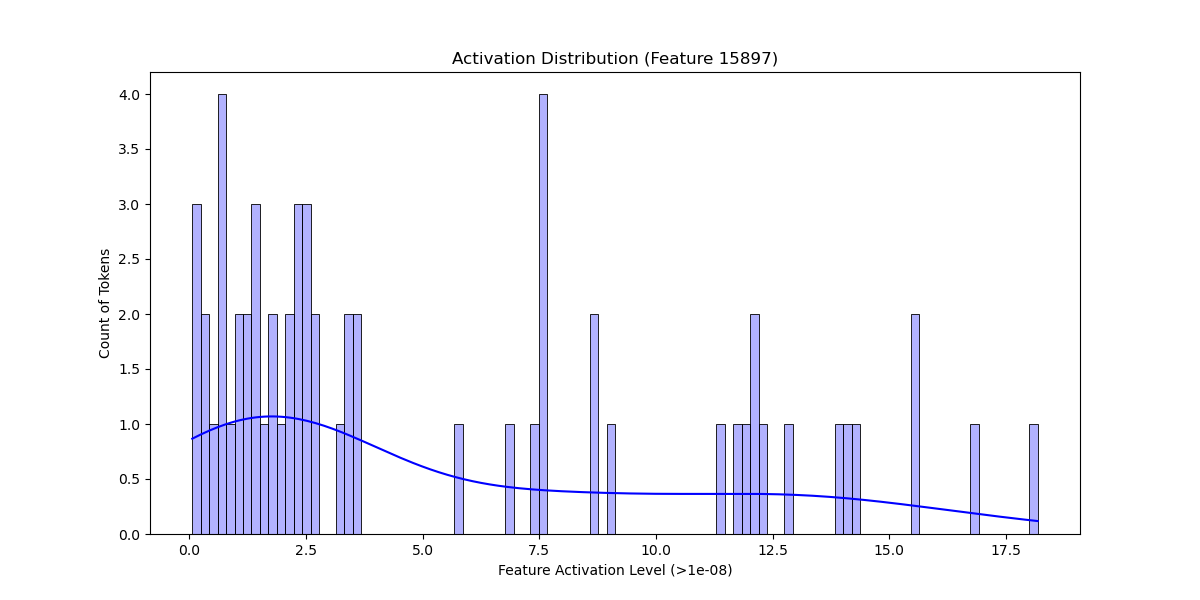 Activation Distribution (Feature 15897)
4.0
3.5
3.0
2.5
2.0
1.5
1.0
0.5
0.0
Count of Tokens
0.0 2.5 5.0 7.5 10.0 12.5 15.0 17.5
Feature Activation Level (>1e-08)